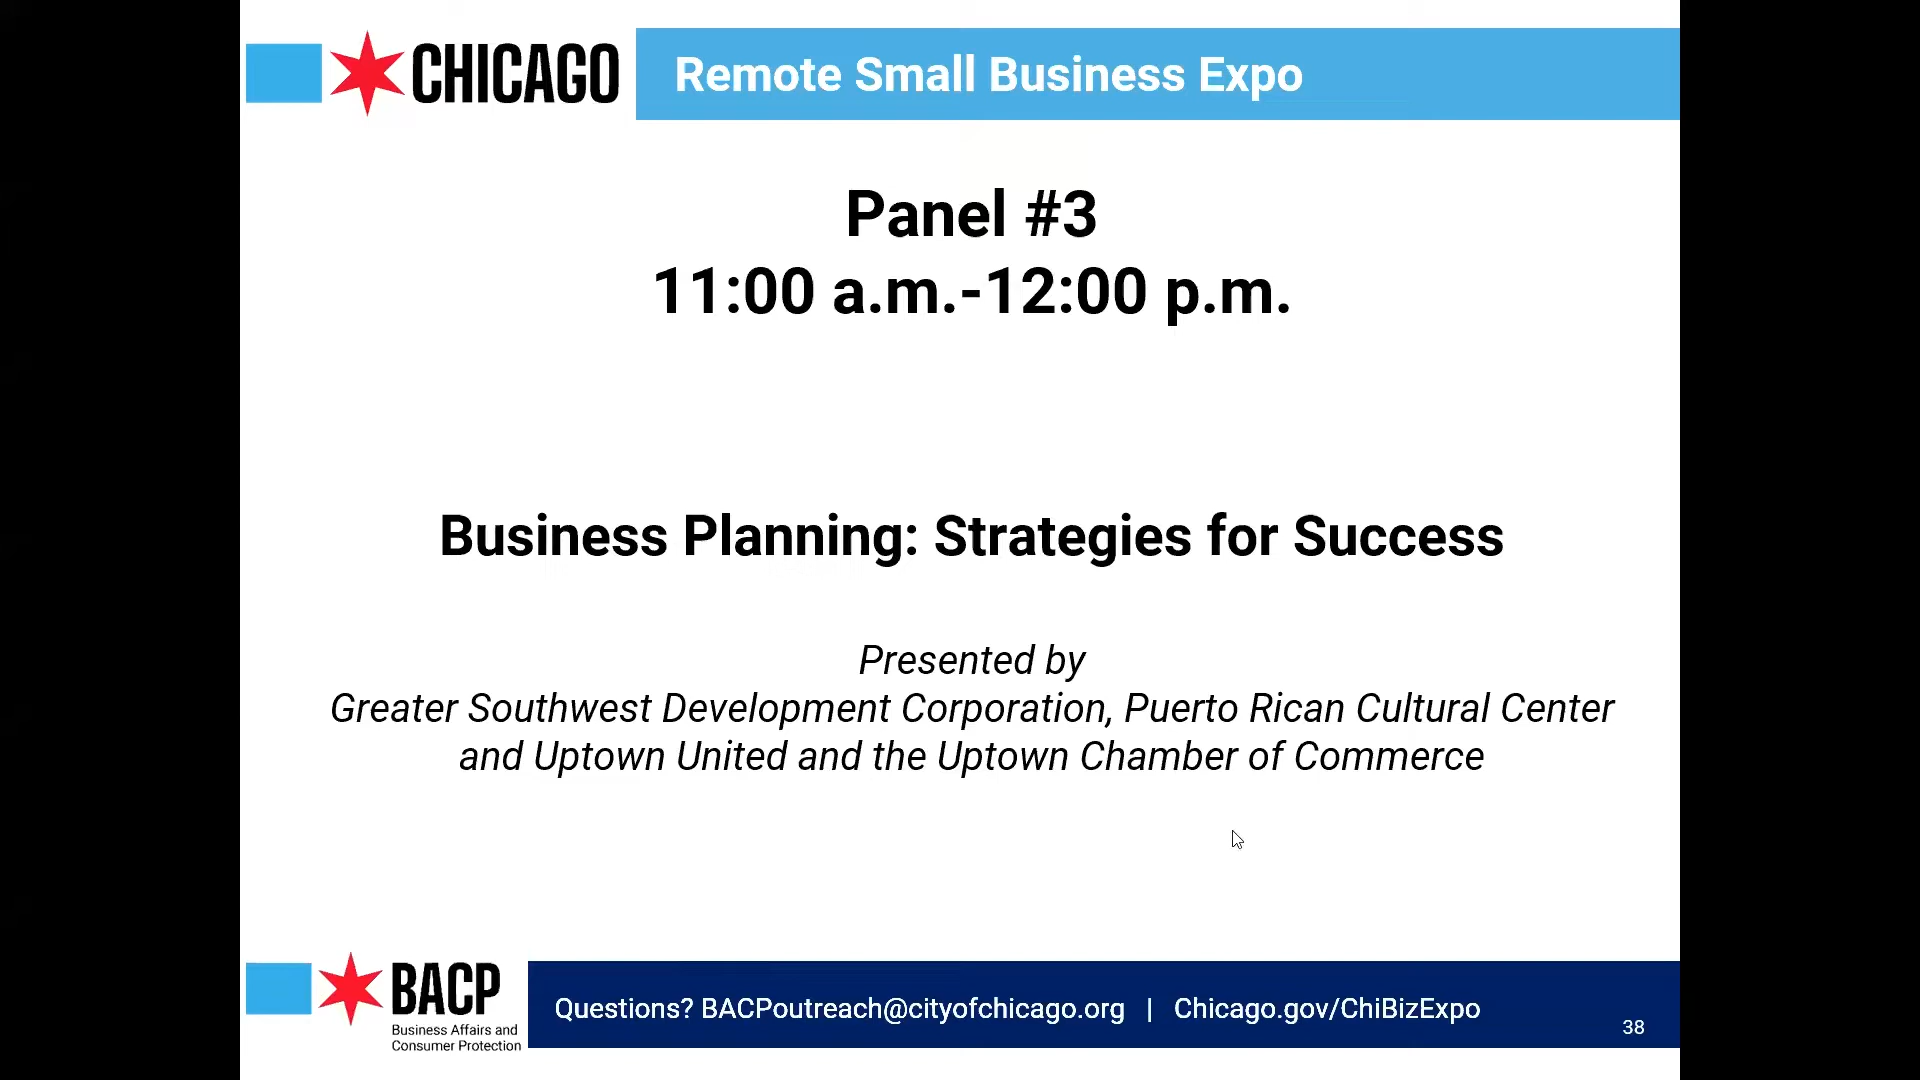 CHICAGO
Remote Small Business Expo
Panel #3
11:00 a.m.-12:00 p.m.
Business Planning: Strategies for Success
Presented by
Greater Southwest Development Corporation, Puerto Rican Cultural Center
and Uptown United and the Uptown Chamber of Commerce
BACP
Business Affairs and
Consumer Protection
Questions? BACPoutreach@cityofchicago.org | Chicago.gov/ChiBizExpo
38